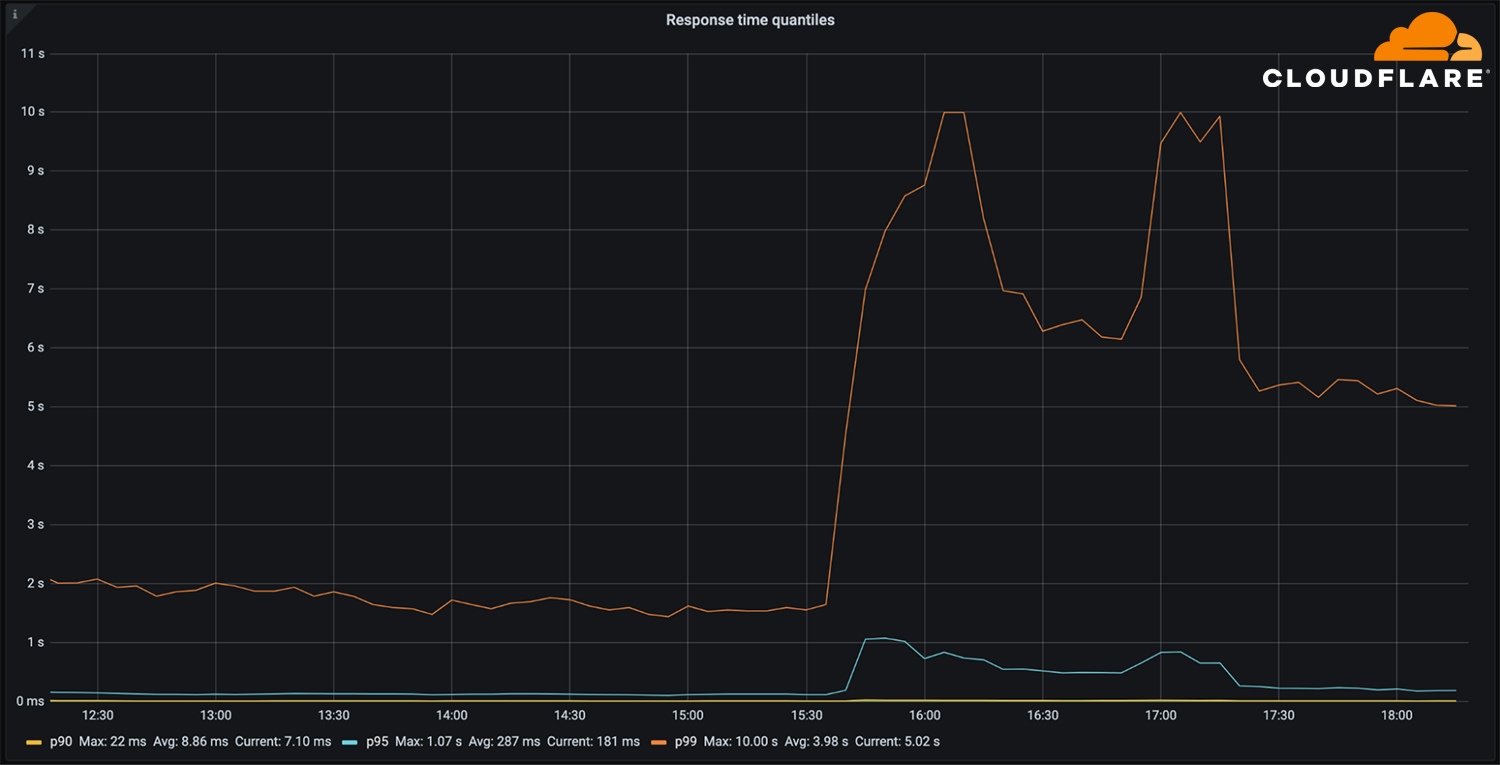 i
Response time quantiles
CLOUDFLARE®
11 s
10 s
9 s
8 s
7 s
6 s
5 s
4 s
3 s
2 s
1 s
0 ms
12:30 13:00 13:30 14:00 14:30 15:00 15:30 16:00 16:30 17:00 17:30 18:00
p90 Max: 22 ms Avg: 8.86 ms Current: 7.10 ms p95 Max: 1.07 s Avg: 287 ms Current: 181 ms p99 Max: 10.00 s Avg: 3.98 s Current: 5.02 s